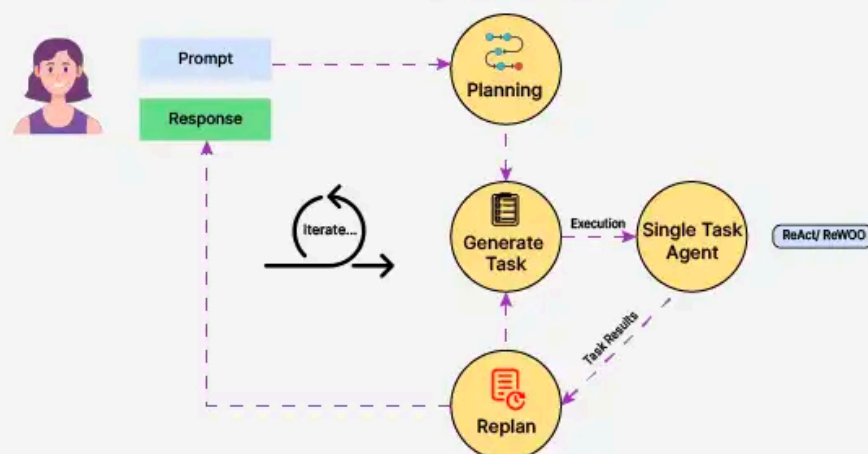 Prompt
Planning
Response
Iterate...
Generate
Task
Execution
Single Task
Agent
ReAct/ ReWOO
Task Results
Replan